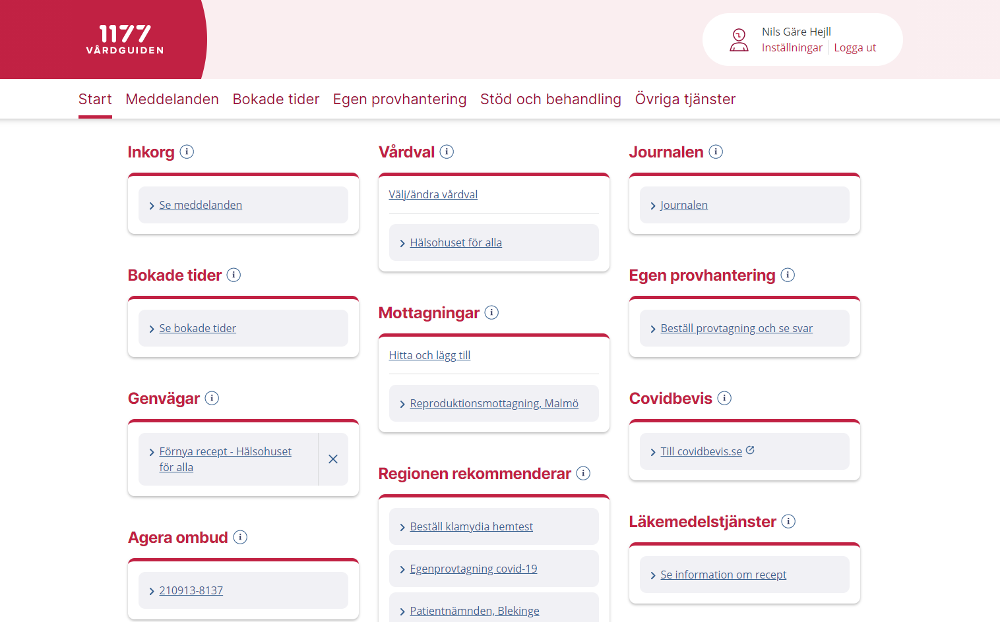 1177
VÅRDGUIDEN
Nils Gäre Hejll
Inställningar
Logga ut
Start
Meddelanden
Bokade tider
Egen provhantering
Stöd och behandling
Övriga tjänster
Inkorg
Se meddelanden
Bokade tider
Se bokade tider
Genvägar
Förnya recept - Hälsohuset
för alla
Agera ombud
210913-8137
Vårdval
Välj/ändra vårdval
Hälsohuset för alla
Mottagningar
Hitta och lägg till
Reproduktionsmottagning, Malmö
Regionen rekommenderar
Beställ klamydia hemtest
Egenprovtagning covid-19
Patientnämnden, Blekinge
Journalen
Journalen
Egen provhantering
Beställ provtagning och se svar
Covidbevis
Till covidbevis.se
Läkemedelstjänster
Se information om recept